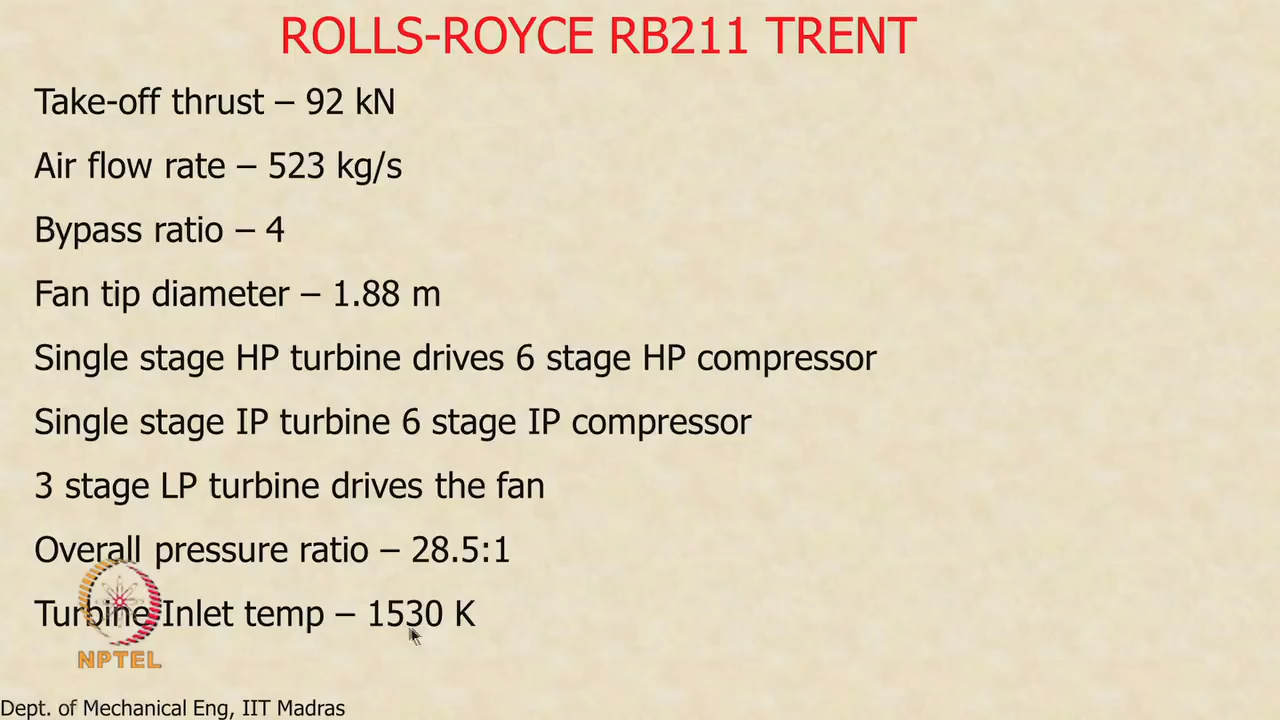 ROLLS-ROYCE RB211 TRENT
Take-off thrust – 92 kN
Air flow rate – 523 kg/s
Bypass ratio – 4
Fan tip diameter – 1.88 m
Single stage HP turbine drives 6 stage HP compressor
Single stage IP turbine 6 stage IP compressor
3 stage LP turbine drives the fan
Overall pressure ratio – 28.5:1
Turbine Inlet temp – 1530 K
NPTEL
Dept. of Mechanical Eng, IIT Madras